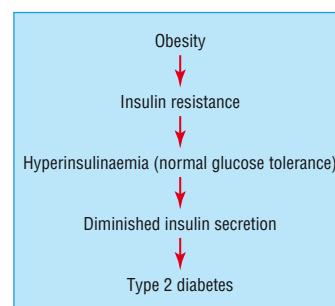 Obesity
Insulin resistance
Hyperinsulinaemia (normal glucose tolerance)
Diminished insulin secretion
Type 2 diabetes